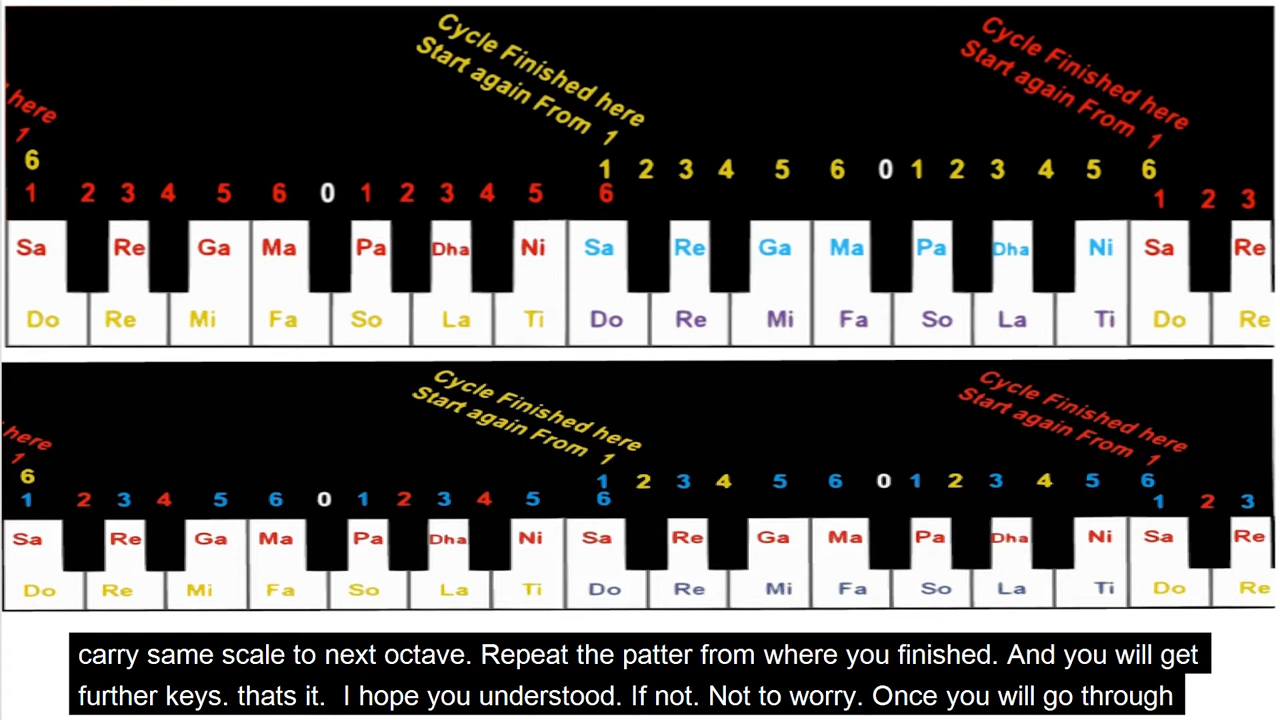 Cycle Finished here
Start again From 1
Cycle Finished here
Start again From 1
here
1
6
1 2 3 4 5 6 0 1 2 3 4 5 6 0 1 2 3 4 5 6
1 2 3 4 5 6 0 1 2 3 4 5 6 1 2 3
Sa Re Ga Ma Pa Dha Ni Sa Re Ga Ma Pa Dha Ni Sa Re
Do Re Mi Fa So La Ti Do Re Mi Fa So La Ti Do Re
Cycle Finished here
Start again From 1
Cycle Finished here
Start again From 1
here
1
6 1 2 3 4 5 6 0 1 2 3 4 5 6
1 2 3 4 5 6 0 1 2 3 4 5 6 1 2 3
Sa Re Ga Ma Pa Dha Ni Sa Re Ga Ma Pa Dha Ni Sa Re
Do Re Mi Fa So La Ti Do Re Mi Fa So La Ti Do Re
carry same scale to next octave. Repeat the patter from where you finished. And you will get
further keys. thats it. I hope you understood. If not. Not to worry. Once you will go through